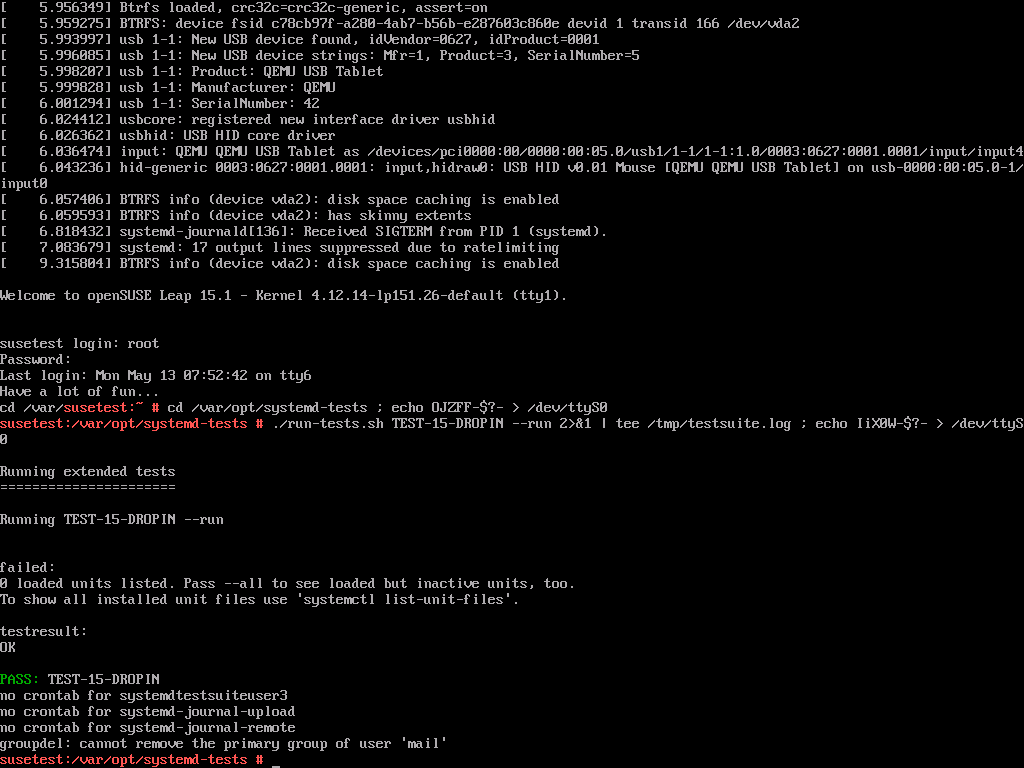 [    5.956349] Btrfs loaded, crc32c=crc32c-generic, assert=on
[    5.959275] BTRFS: device fsid c78cb97f-a280-4ab7-b56b-e287603c860e devid 1 transid 166 /dev/vda2
[    5.993997] usb 1-1: New USB device found, idVendor=0627, idProduct=0001
[    5.996085] usb 1-1: New USB device strings: Mfr=1, Product=3, SerialNumber=5
[    5.998207] usb 1-1: Product: QEMU USB Tablet
[    5.999828] usb 1-1: Manufacturer: QEMU
[    6.001294] usb 1-1: SerialNumber: 42
[    6.024412] usbcore: registered new interface driver usbhid
[    6.026362] usbhid: USB HID core driver
[    6.036474] input: QEMU QEMU USB Tablet as /devices/pci0000:00/0000:00:05.0/usb1/1-1/1-1:1.0/0003:0627:0001.0001/input/input4
[    6.043236] hid-generic 0003:0627:0001.0001: input,hidraw0: USB HID v0.01 Mouse [QEMU QEMU USB Tablet] on usb-0000:00:05.0-1/
input0
[    6.057406] BTRFS info (device vda2): disk space caching is enabled
[    6.059593] BTRFS info (device vda2): has skinny extents
[    6.818432] systemd-journald[136]: Received SIGTERM from PID 1 (systemd).
[    7.083679] systemd: 17 output lines suppressed due to ratelimiting
[    9.315804] BTRFS info (device vda2): disk space caching is enabled
Welcome to openSUSE Leap 15.1 - Kernel 4.12.14-lp151.26-default (tty1).
susetest login: root
Password:
Last login: Mon May 13 07:52:42 on tty6
Have a lot of fun...
cd /var/susetest:~ # cd /var/opt/systemd-tests ; echo OJZFF-$?- > /dev/ttyS0
susetest:/var/opt/systemd-tests # ./run-tests.sh TEST-15-DROPIN --run 2>&1 | tee /tmp/testsuite.log ; echo IiX0W-$?- > /dev/ttyS
0
Running extended tests
======================
Running TEST-15-DROPIN --run
failed:
0 loaded units listed. Pass --all to see loaded but inactive units, too.
To show all installed unit files use 'systemctl list-unit-files'.
testresult:
OK
PASS: TEST-15-DROPIN
no crontab for systemdtestsuiteuser3
no crontab for systemd-journal-upload
no crontab for systemd-journal-remote
groupdel: cannot remove the primary group of user 'mail'
susetest:/var/opt/systemd-tests # _